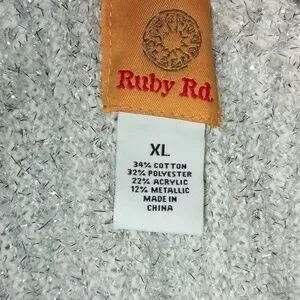 Ruby Rd.
XL
34% COTTON
32% POLYESTER
22% ACRYLIC
12% METALLIC
MADE IN
CHINA